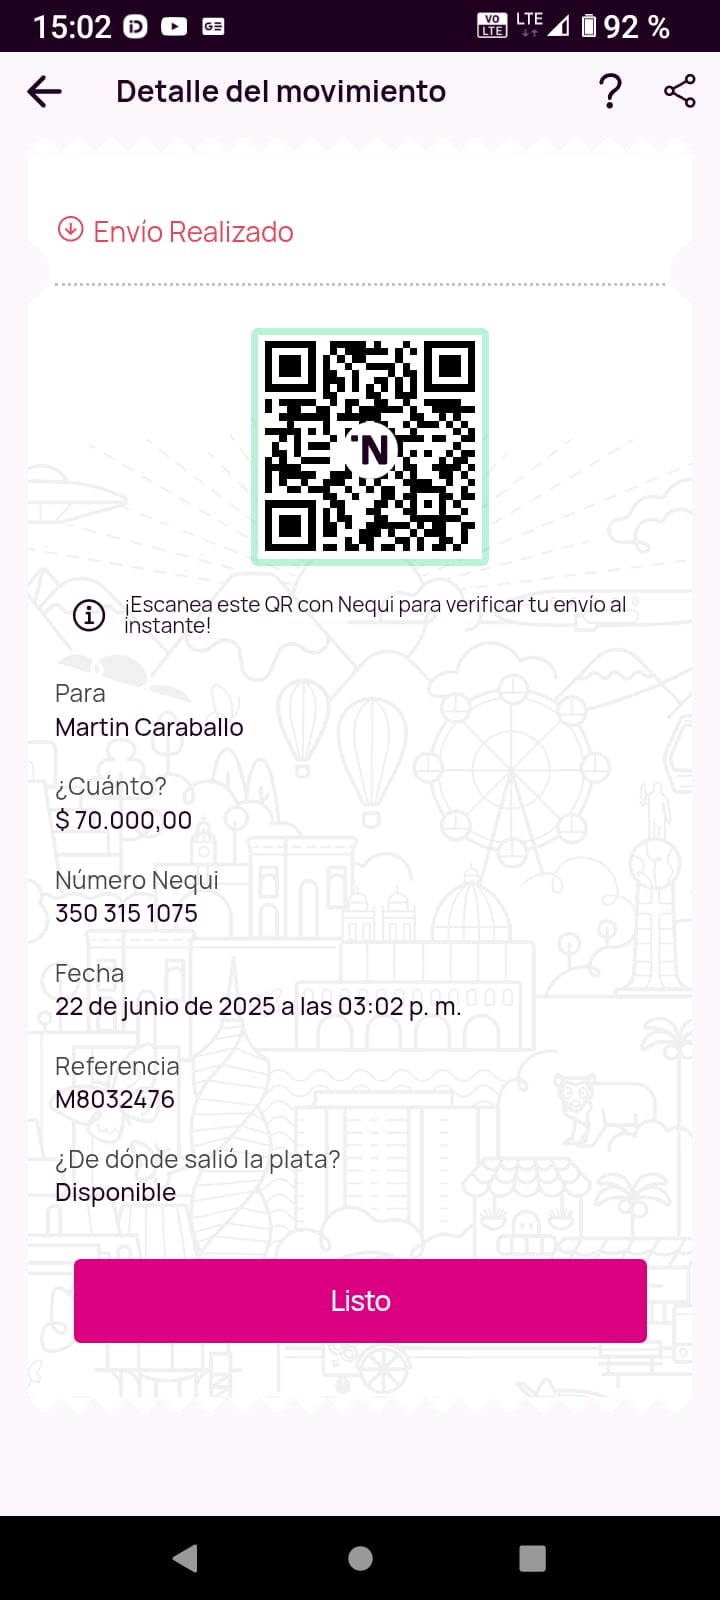 15:02
VO LTE LTE 92 %
Detalle del movimiento
Envío Realizado
N
¡Escanea este QR con Nequi para verificar tu envío al
instante!
Para
Martin Caraballo
¿Cuánto?
$ 70.000,00
Número Nequi
350 315 1075
Fecha
22 de junio de 2025 a las 03:02 p. m.
Referencia
M8032476
¿De dónde salió la plata?
Disponible
Listo